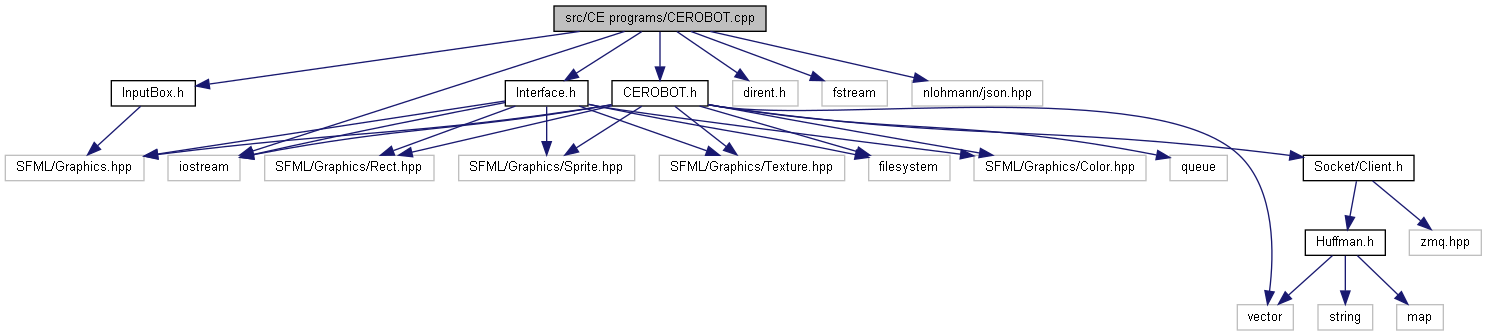 src/CE programs/CEROBOT.cpp
InputBox.h
Interface.h
CEROBOT.h
dirent.h
fstream
nlohmann/json.hpp
SFML/Graphics.hpp
iostream
SFML/Graphics/Rect.hpp
SFML/Graphics/Sprite.hpp
SFML/Graphics/Texture.hpp
filesystem
SFML/Graphics/Color.hpp
queue
Socket/Client.h
Huffman.h
zmq.hpp
vector
string
map